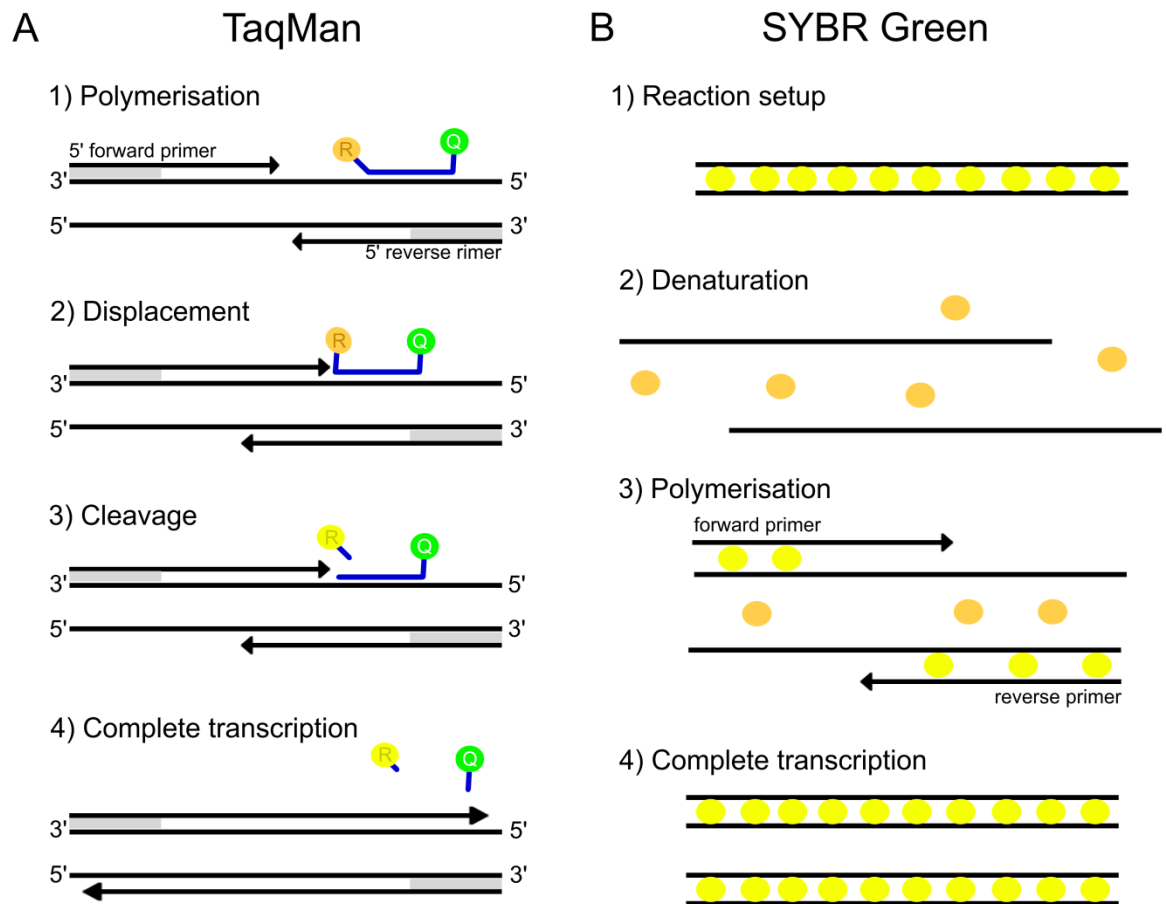 A
TaqMan
1) Polymerisation
R
Q
5' forward primer
3'
5'
5'
3'
5' reverse rimer
2) Displacement
R
Q
3'
5'
5'
3'
3) Cleavage
R
Q
3'
5'
5'
3'
4) Complete transcription
R
Q
3'
5'
5'
3'
B
SYBR Green
1) Reaction setup
2) Denaturation
3) Polymerisation
forward primer
reverse primer
4) Complete transcription